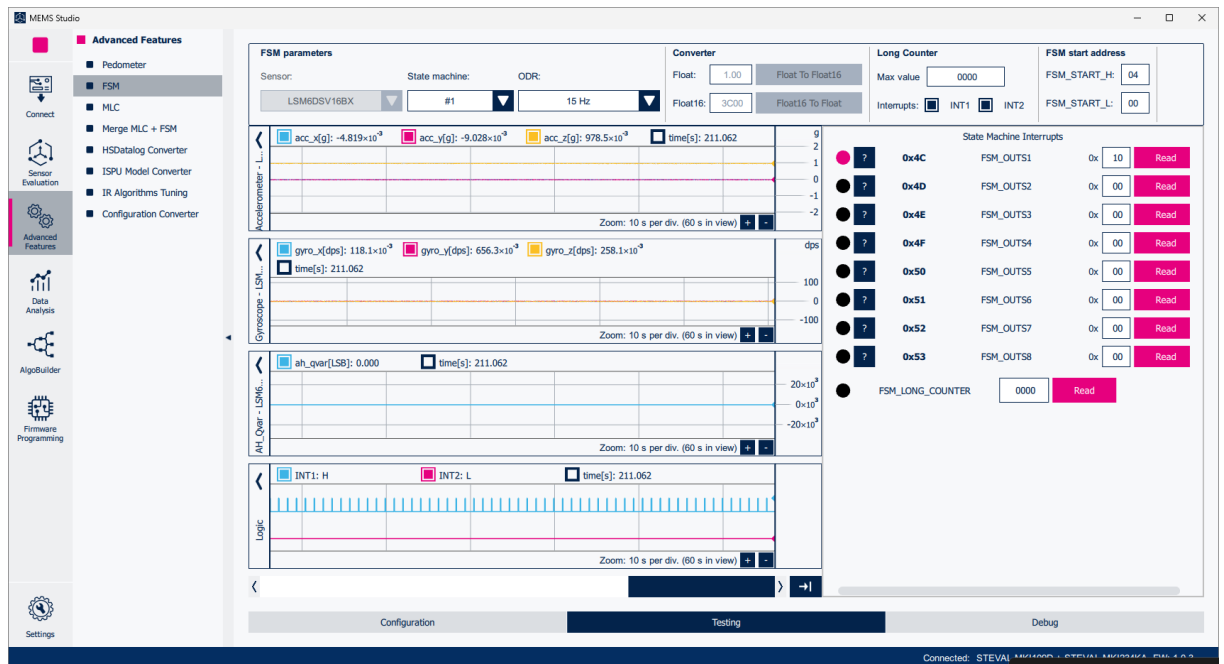 MEMS Studio
Connect
Sensor
Evaluation
Advanced
Features
Data
Analysis
AlgoBuilder
Firmware
Programming
Settings
Advanced Features
Pedometer
FSM
MLC
Merge MLC + FSM
HSDatalog Converter
ISPU Model Converter
IR Algorithms Tuning
Configuration Converter
FSM parameters
Sensor: State machine: ODR:
LSM6DSV16BX #1 15 Hz
Converter
Float: 1.00 Float To Float16
Float16: 3C00 Float16 To Float
Long Counter
Max value 0000
Interrupts: INT1 INT2
FSM start address
FSM_START_H: 04
FSM_START_L: 00
Accelerometer - L...
acc_x[g]: -4.819×10⁻³ acc_y[g]: -9.028×10⁻³ acc_z[g]: 978.5×10⁻³ time[s]: 211.062
g
2
1
0
-1
-2
Zoom: 10 s per div. (60 s in view) + -
Gyroscope - LSM...
gyro_x[dps]: 118.1×10⁻³ gyro_y[dps]: 656.3×10⁻³ gyro_z[dps]: 258.1×10⁻³
time[s]: 211.062
dps
100
0
-100
Zoom: 10 s per div. (60 s in view) + -
AH_Qvar - LSM6...
ah_qvar[LSB]: 0.000 time[s]: 211.062
20×10³
0×10³
-20×10³
Zoom: 10 s per div. (60 s in view) + -
Logic
INT1: H INT2: L time[s]: 211.062
Zoom: 10 s per div. (60 s in view) + -
State Machine Interrupts
? 0x4C FSM_OUTS1 0x 10 Read
? 0x4D FSM_OUTS2 0x 00 Read
? 0x4E FSM_OUTS3 0x 00 Read
? 0x4F FSM_OUTS4 0x 00 Read
? 0x50 FSM_OUTS5 0x 00 Read
? 0x51 FSM_OUTS6 0x 00 Read
? 0x52 FSM_OUTS7 0x 00 Read
? 0x53 FSM_OUTS8 0x 00 Read
FSM_LONG_COUNTER 0000 Read
Configuration Testing Debug
Connected: STEVAL